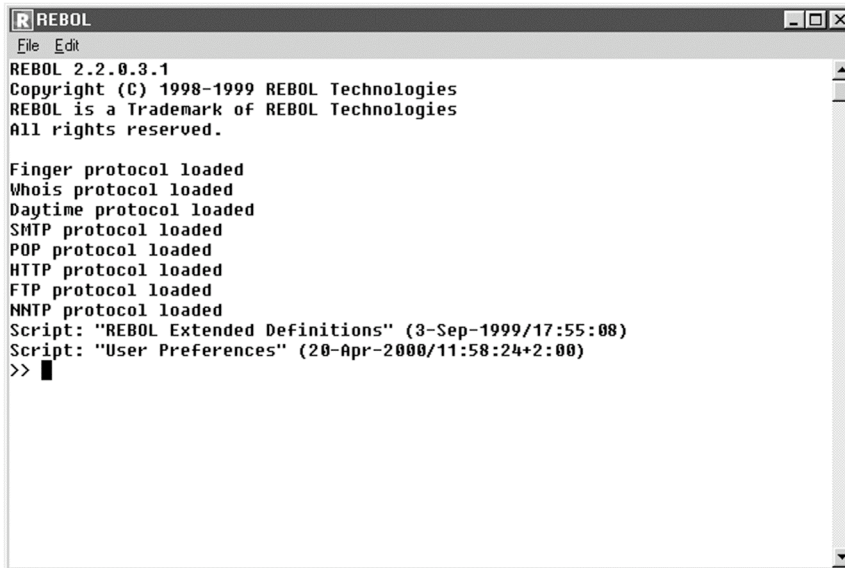 R REBOL
File Edit
REBOL 2.2.0.3.1
Copyright (C) 1998-1999 REBOL Technologies
REBOL is a Trademark of REBOL Technologies
All rights reserved.
Finger protocol loaded
Whois protocol loaded
Daytime protocol loaded
SMTP protocol loaded
POP protocol loaded
HTTP protocol loaded
FTP protocol loaded
NNTP protocol loaded
Script: "REBOL Extended Definitions" (3-Sep-1999/17:55:08)
Script: "User Preferences" (20-Apr-2000/11:58:24+2:00)
>>